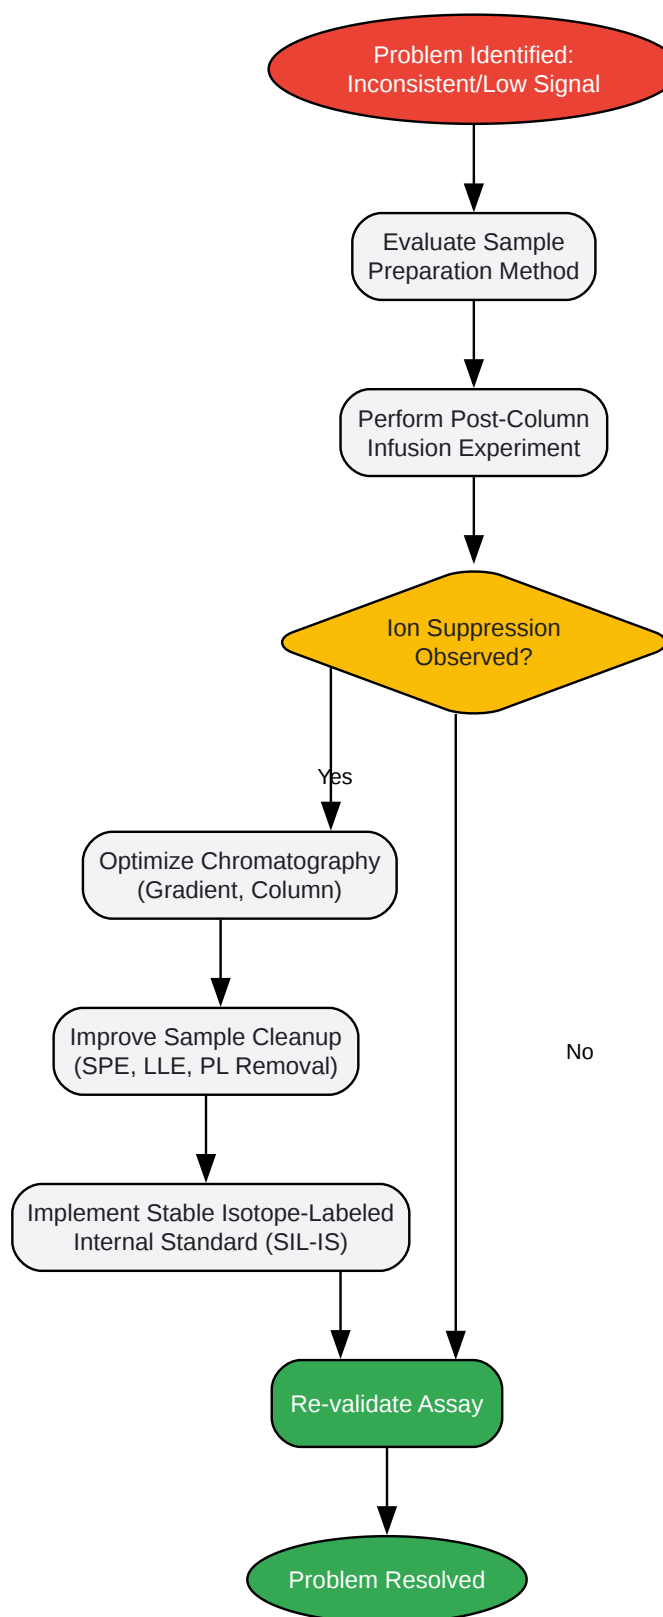 Problem Identified:
Inconsistent/Low Signal
Evaluate Sample
Preparation Method
Perform Post-Column
Infusion Experiment
Ion Suppression
Observed?
Yes
Optimize Chromatography
(Gradient, Column)
Improve Sample Cleanup
(SPE, LLE, PL Removal)
No
Implement Stable Isotope-Labeled
Internal Standard (SIL-IS)
Re-validate Assay
Problem Resolved